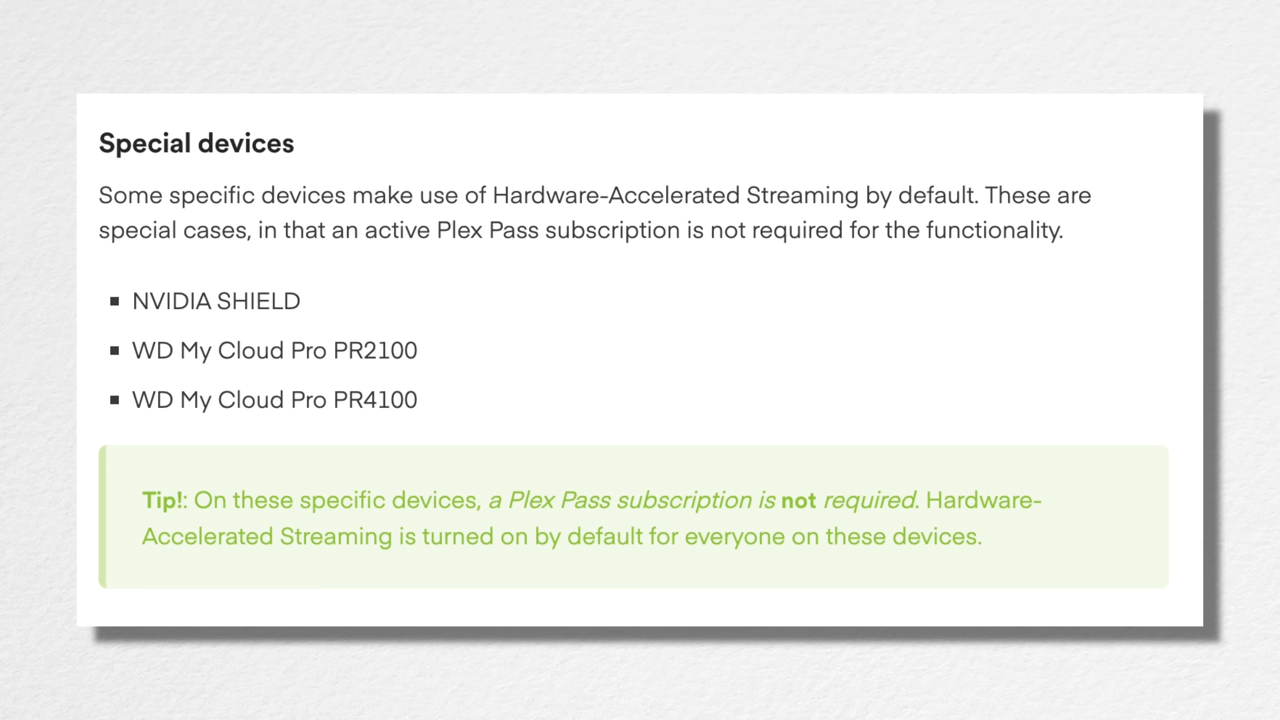 Special devices
Some specific devices make use of Hardware-Accelerated Streaming by default. These are
special cases, in that an active Plex Pass subscription is not required for the functionality.
NVIDIA SHIELD
WD My Cloud Pro PR2100
WD My Cloud Pro PR4100
Tip!: On these specific devices, a Plex Pass subscription is not required. Hardware-
Accelerated Streaming is turned on by default for everyone on these devices.